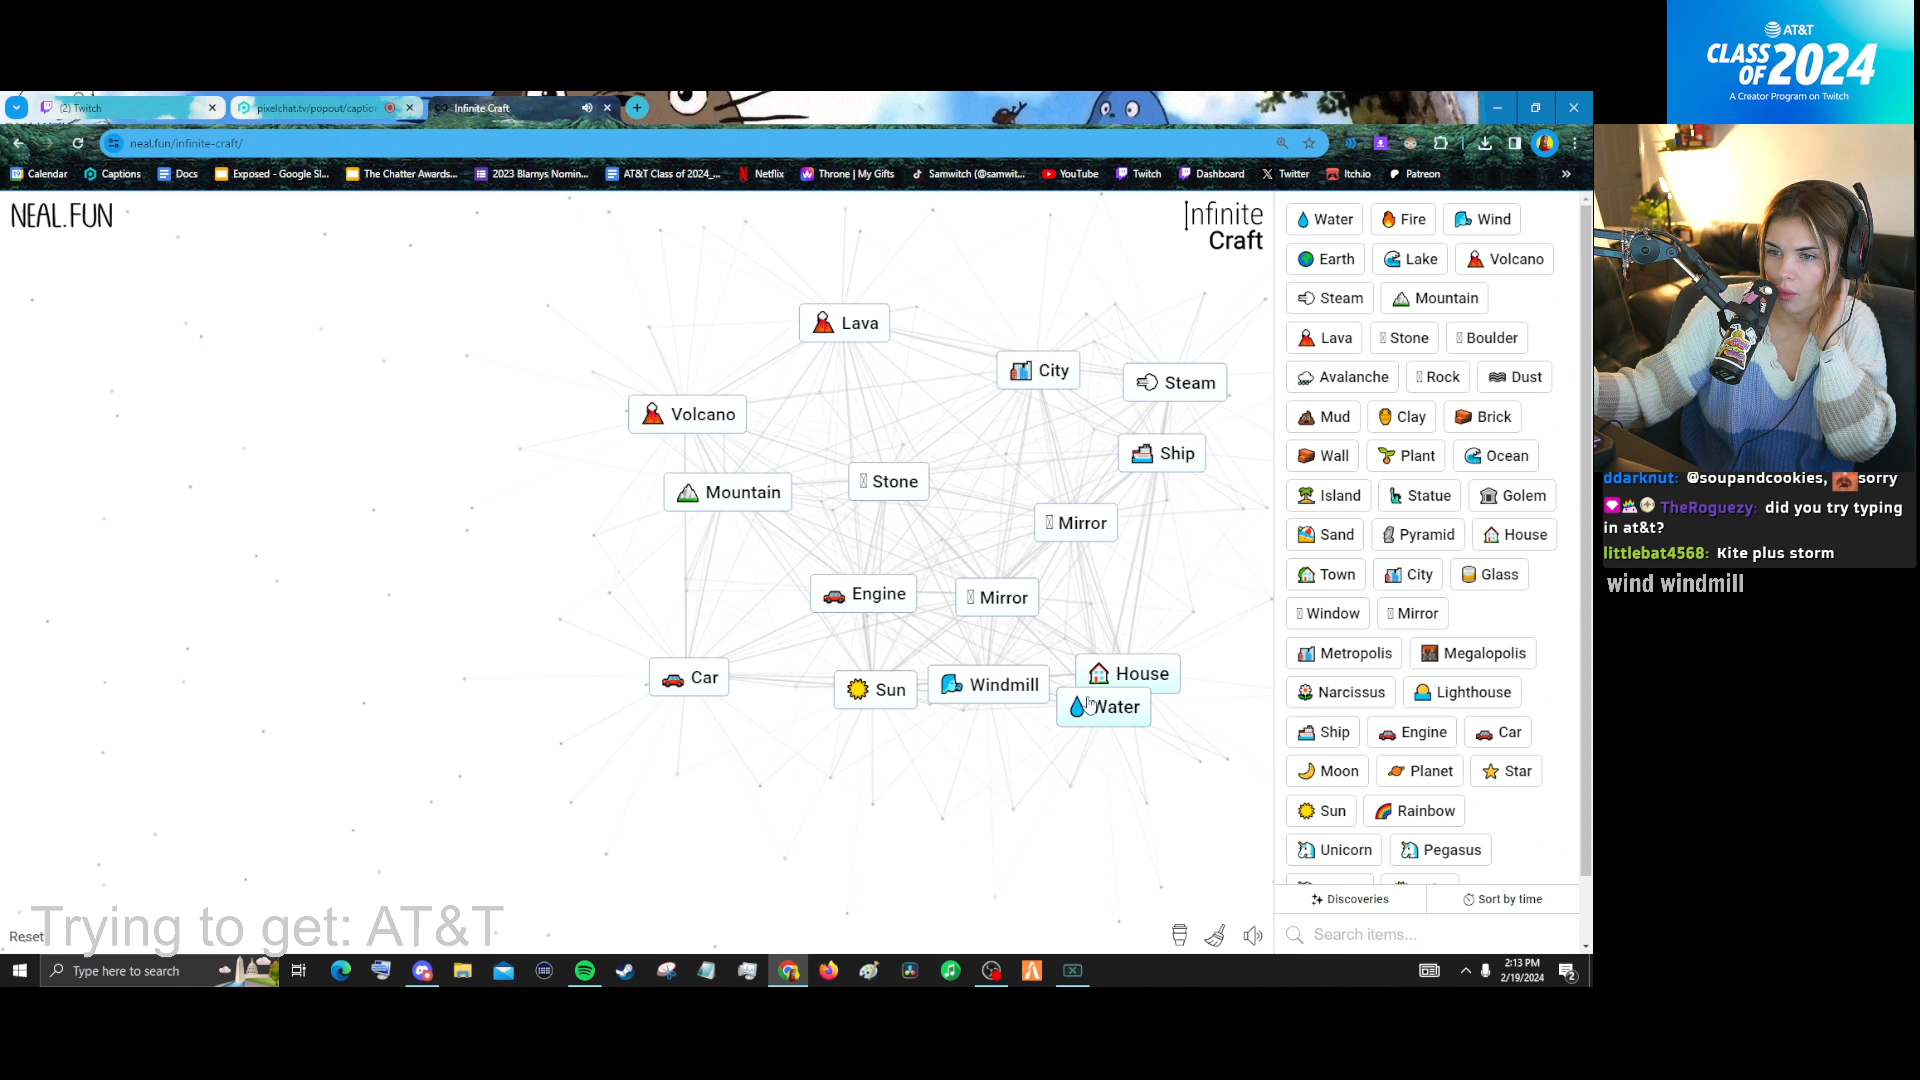 AT&T
CLASS
OF 2024
A Creator Program on Twitch
(2) Twitch
pixelchat.tv/popout/captio
Infinite Craft
neal.fun/infinite-craft/
Calendar
Captions
Docs
Exposed - Google Sl...
The Chatter Awards...
2023 Blarnys Nomin...
AT&T Class of 2024_...
Netflix
Throne | My Gifts
Samwitch (@samwit...
YouTube
Twitch
Dashboard
Twitter
Itch.io
Patreon
NEAL.FUN
Infinite
Craft
Lava
City
Steam
Volcano
Ship
Stone
Mountain
Mirror
Engine
Mirror
House
Car
Sun
Windmill
Water
Water Fire Wind
Earth Lake Volcano
Steam Mountain
Lava Stone Boulder
Avalanche Rock Dust
Mud Clay Brick
Wall Plant Ocean
Island Statue Golem
Sand Pyramid House
Town City Glass
Window Mirror
Metropolis Megalopolis
Narcissus Lighthouse
Ship Engine Car
Moon Planet Star
Sun Rainbow
Unicorn Pegasus
Discoveries Sort by time
Search items...
ddarknut: @soupandcookies, sorry
TheRoguezy: did you try typing
in at&t?
littlebat4568: Kite plus storm
wind windmill
Reset
Trying to get: AT&T
Type here to search
2:13 PM
2/19/2024
2